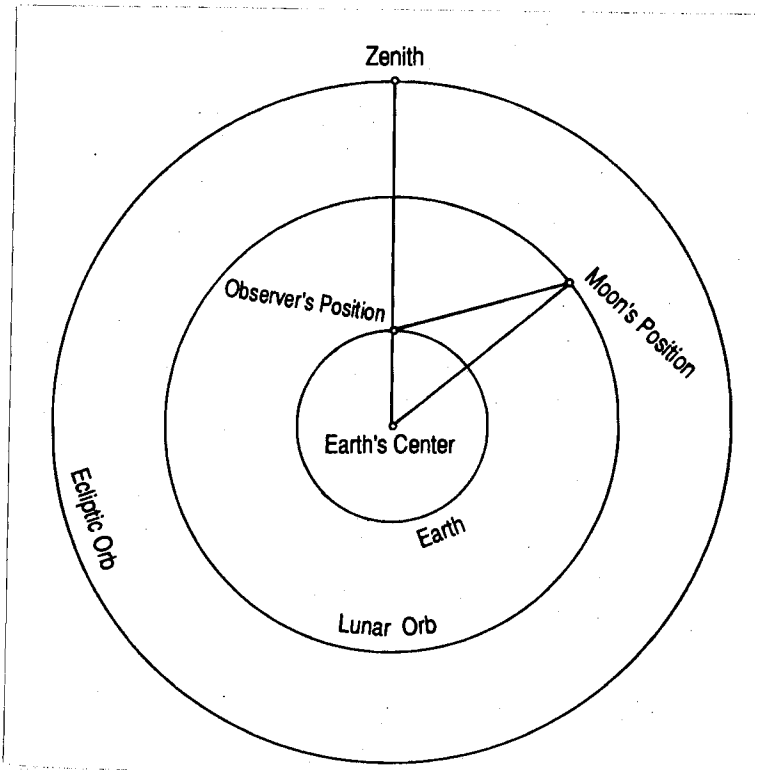 Zenith
Observer's Position
Moon's Position
Earth's Center
Ecliptic Orb
Earth
Lunar Orb